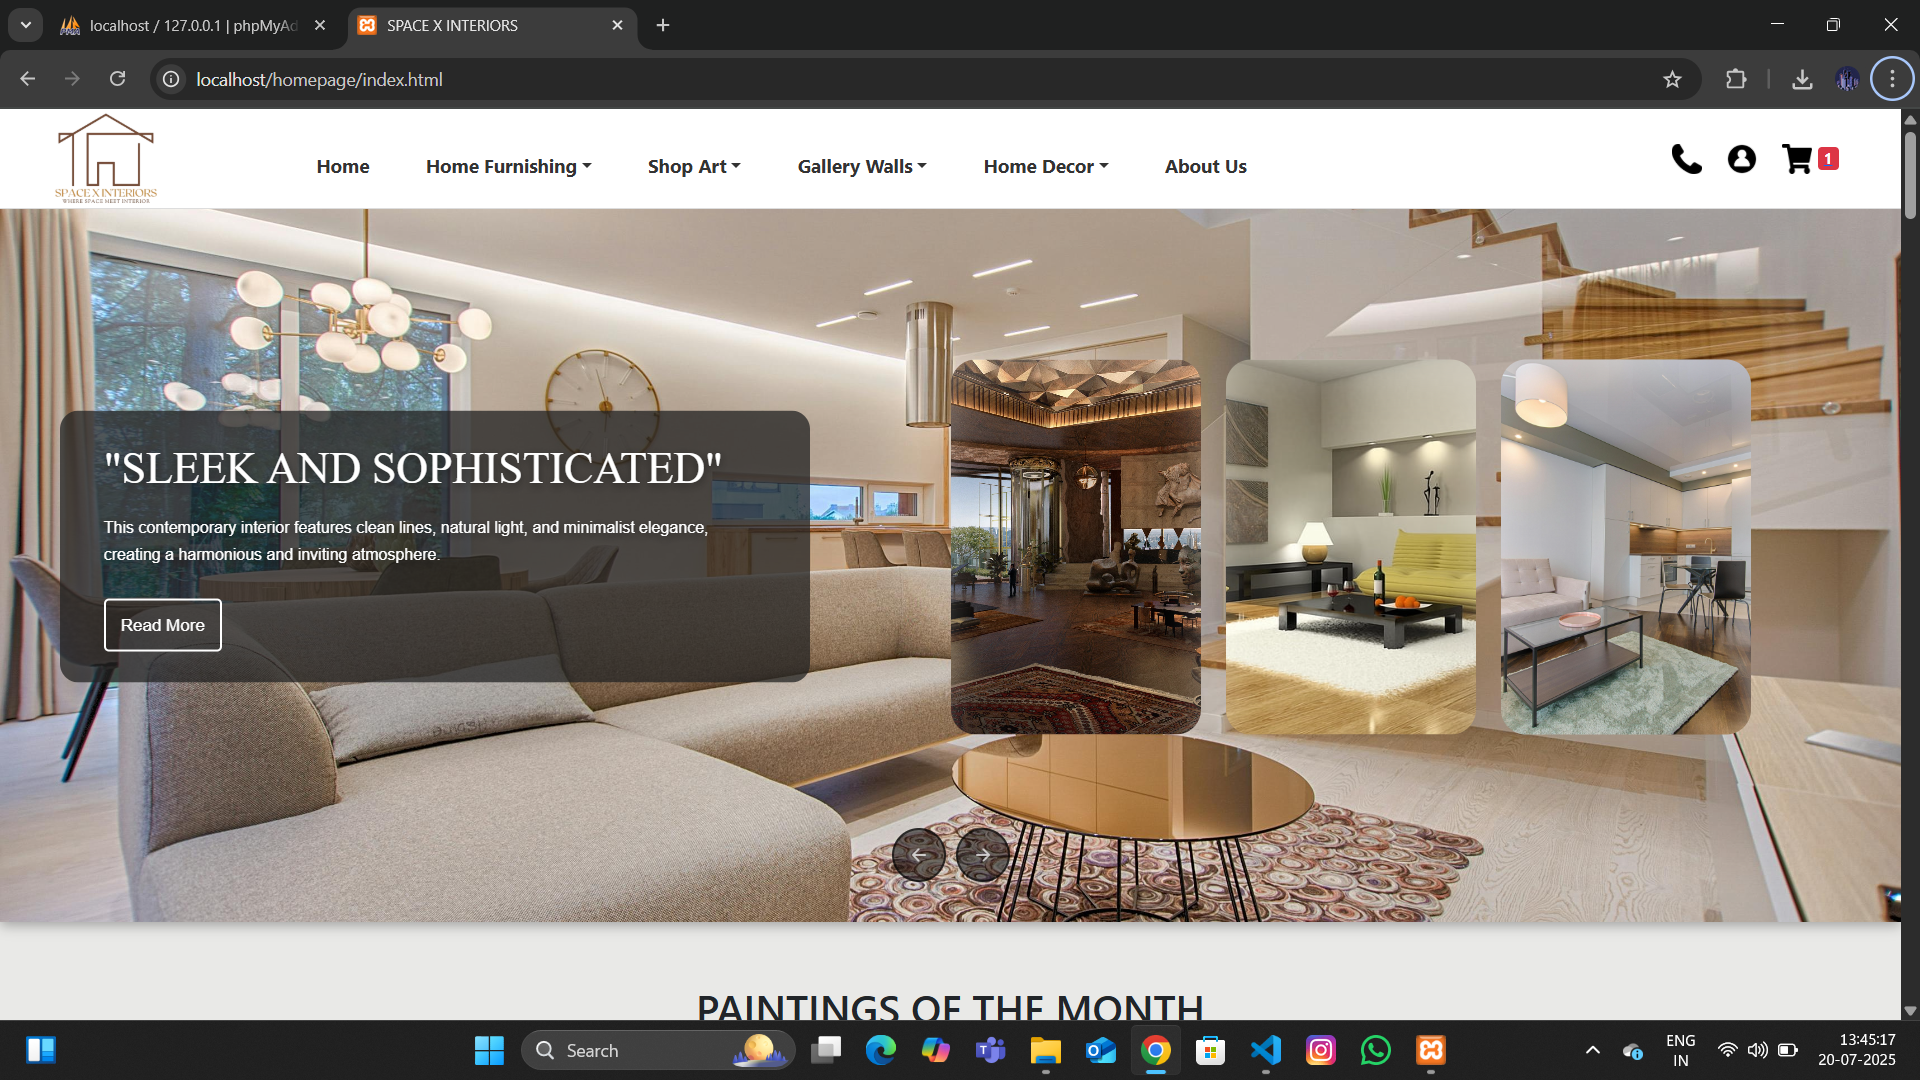 localhost / 127.0.0.1 | phpMyAd
SPACE X INTERIORS
localhost/homepage/index.html
SPACE X INTERIORS
WHERE SPACE MEET INTERIOR
Home
Home Furnishing
Shop Art
Gallery Walls
Home Decor
About Us
1
"SLEEK AND SOPHISTICATED"
This contemporary interior features clean lines, natural light, and minimalist elegance,
creating a harmonious and inviting atmosphere.
Read More
PAINTINGS OF THE MONTH
Search
ENG
IN
13:45:17
20-07-2025